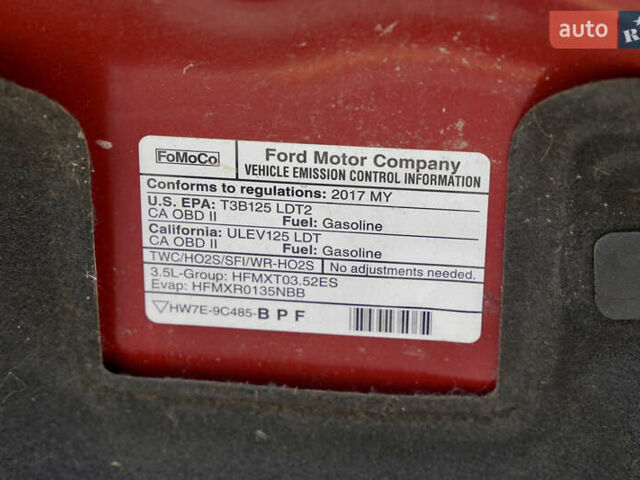 auto
R
FoMoCo
Ford Motor Company
VEHICLE EMISSION CONTROL INFORMATION
Conforms to regulations: 2017 MY
U.S. EPA: T3B125 LDT2
CA OBD II Fuel: Gasoline
California: ULEV125 LDT
CA OBD II Fuel: Gasoline
TWC/HO2S/SFI/WR-HO2S No adjustments needed.
3.5L-Group: HFMXT03.52ES
Evap: HFMXR0135NBB
HW7E-9C485-B P F